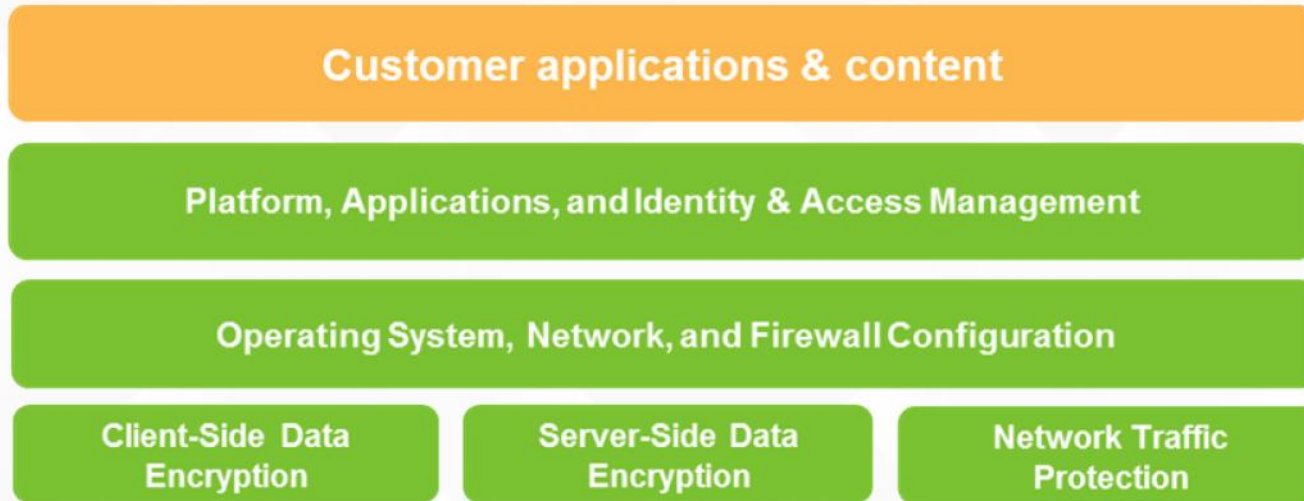 Customer applications & content
Platform, Applications, and Identity & Access Management
Operating System, Network, and Firewall Configuration
Client-Side Data
Encryption
Server-Side Data
Encryption
Network Traffic
Protection